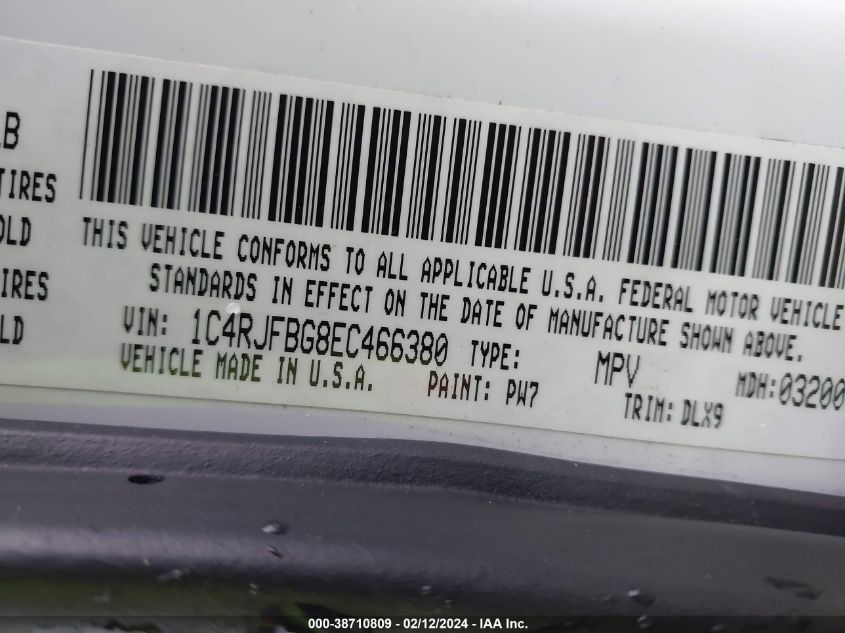 LB
TIRES
OLD
IRES
LD
THIS VEHICLE CONFORMS TO ALL APPLICABLE U.S.A. FEDERAL MOTOR VEHICLE
STANDARDS IN EFFECT ON THE DATE OF MANUFACTURE SHOWN ABOVE.
VIN: 1C4RJFBG8EC466380 TYPE: MPV MDH:03200
VEHICLE MADE IN U.S.A. PAINT: PW7 TRIM: DLX9
000-38710809 - 02/12/2024 - IAA Inc.